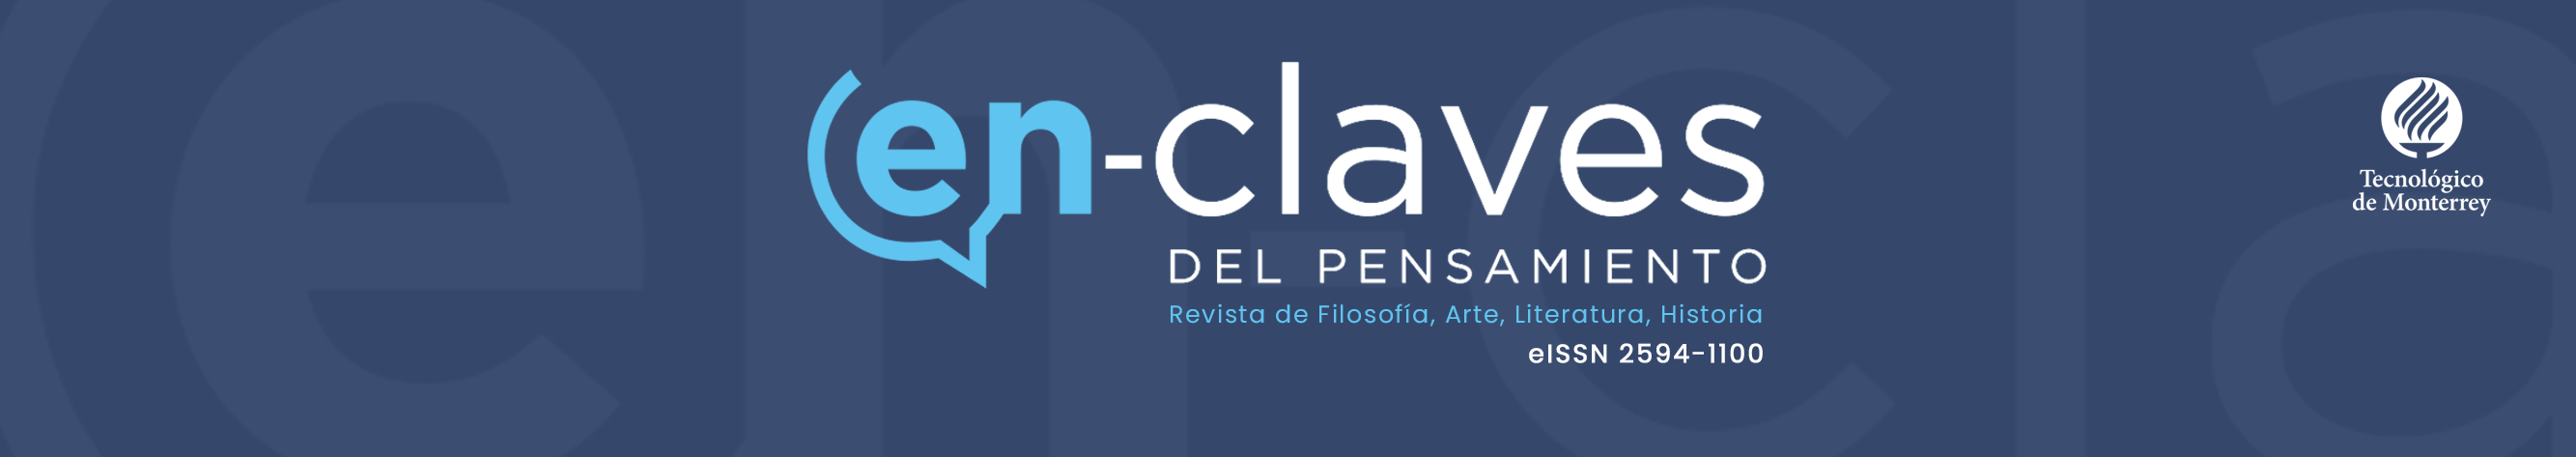 en-claves
DEL PENSAMIENTO
Revista de Filosofía, Arte, Literatura, Historia
eISSN 2594-1100
Tecnológico
de Monterrey